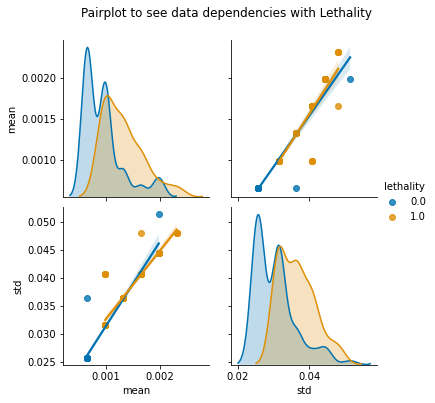 Pairplot to see data dependencies with Lethality
0.0020
0.0015
0.0010
mean
lethality
0.0
1.0
0.050
0.045
0.040
0.035
0.030
0.025
std
0.001
0.002
0.02
0.04
mean
std